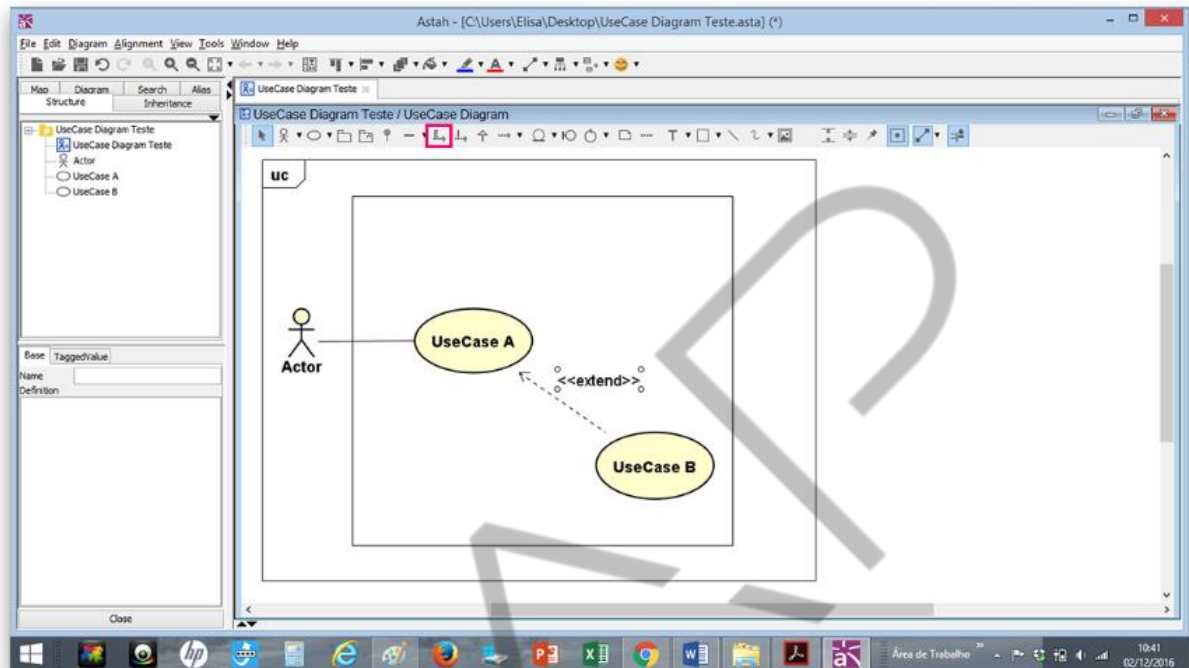 Astah - [C:\Users\Elisa\Desktop\UseCase Diagram Teste.asta] (*)
File Edit Diagram Alignment View Tools Window Help
Map Diagram Search Alias
Structure Inheritance
UseCase Diagram Teste
UseCase Diagram Teste
Actor
UseCase A
UseCase B
Base TaggedValue
Name
Definition
Close
UseCase Diagram Teste
UseCase Diagram Teste / UseCase Diagram
uc
Actor
UseCase A
<<extend>>
UseCase B
Área de Trabalho
10:41
02/12/2016